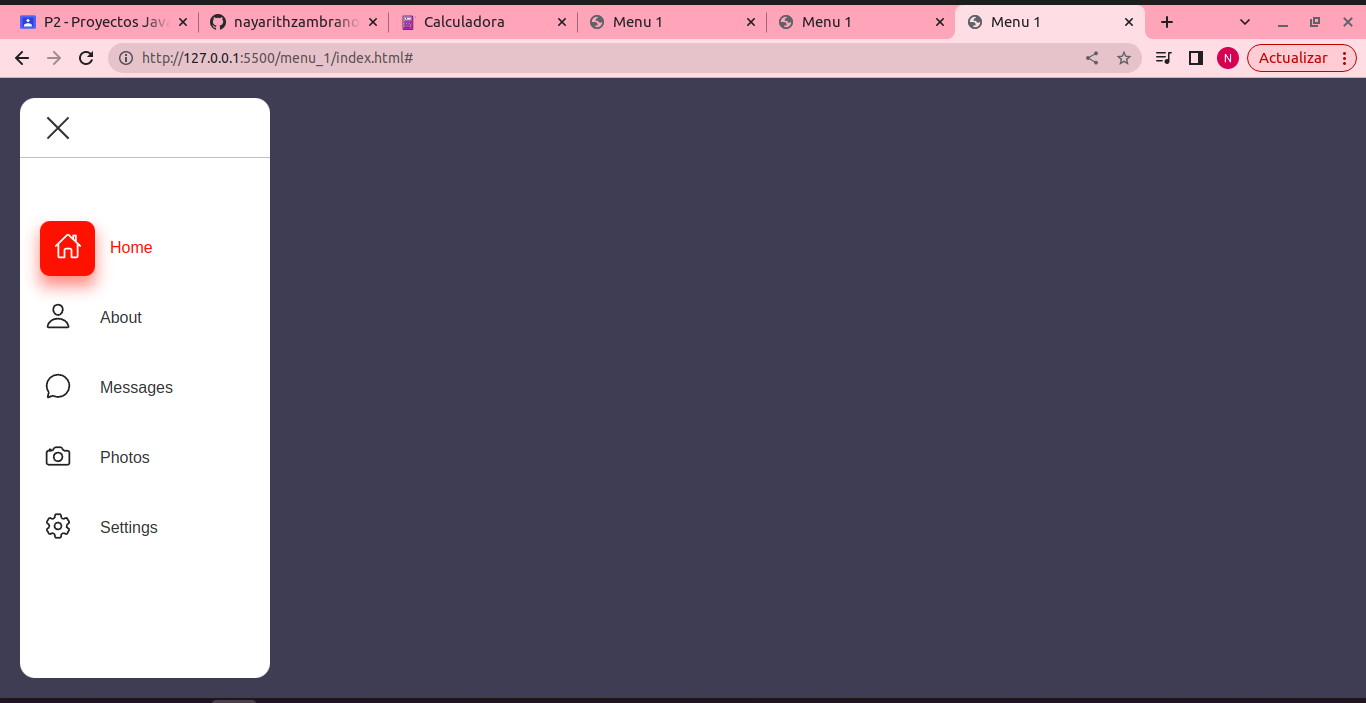 P2 - Proyectos Java
nayarithzambrano
Calculadora
Menu 1
Menu 1
Menu 1
http://127.0.0.1:5500/menu_1/index.html#
N
Actualizar
Home
About
Messages
Photos
Settings